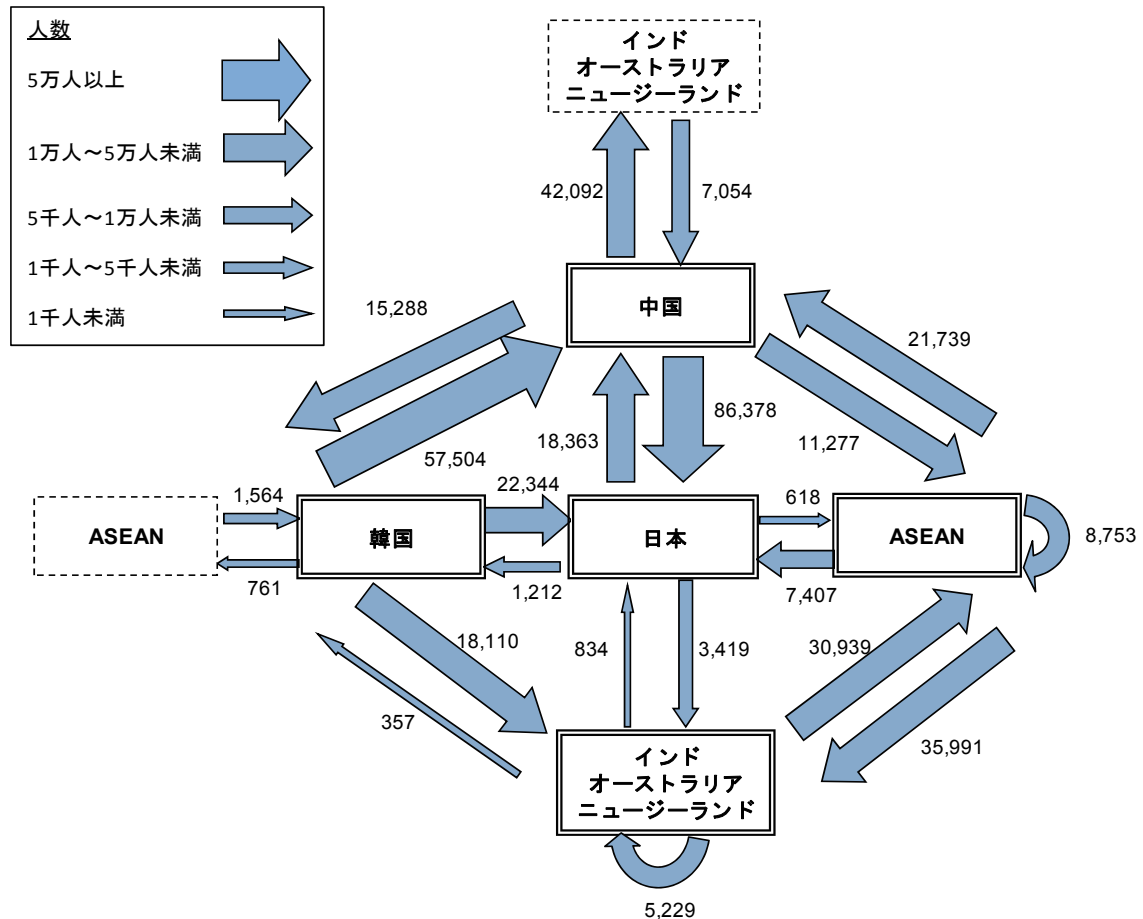 人数
5万人以上
1万人～5万人未満
5千人～1万人未満
1千人～5千人未満
1千人未満
インド
オーストラリア
ニュージーランド
42,092
7,054
中国
15,288
21,739
86,378
18,363
57,504
11,277
1,564
22,344
618
ASEAN
韓国
日本
ASEAN
8,753
761
1,212
7,407
18,110
834
3,419
30,939
357
35,991
インド
オーストラリア
ニュージーランド
5,229